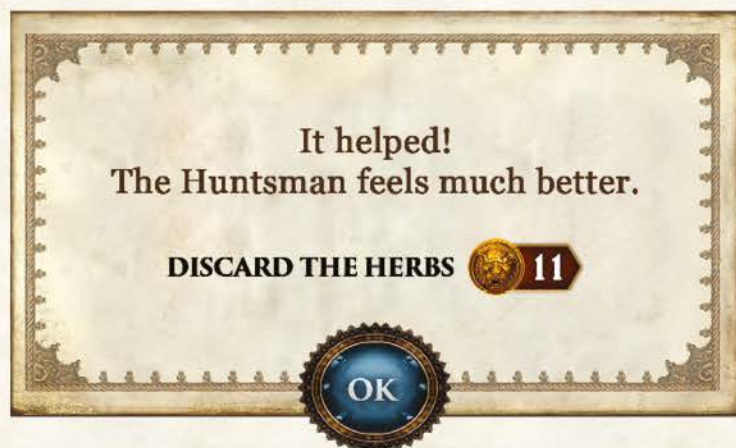 It helped!
The Huntsman feels much better.
DISCARD THE HERBS 11
OK